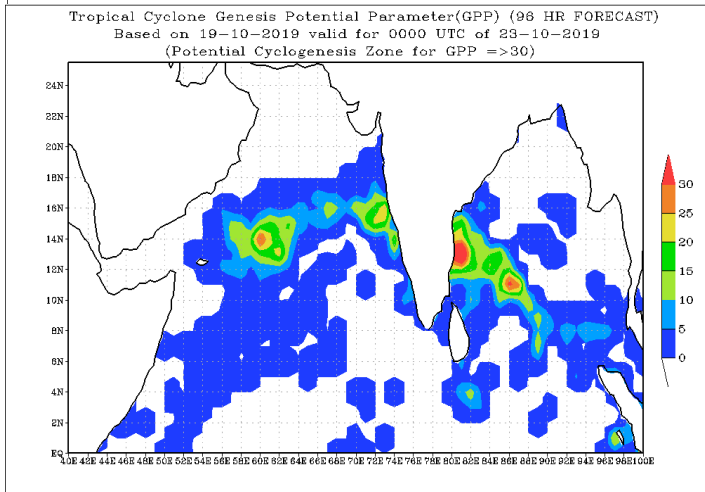 Tropical Cyclone Genesis Potential Parameter(GPP) (96 HR FORECAST)
Based on 19-10-2019 valid for 0000 UTC of 23-10-2019
(Potential Cyclogenesis Zone for GPP =>30)
24N
22N
20N
18N
16N
14N
12N
10N
8N
6N
4N
2N
EQ
40E 42E 44E 46E 48E 50E 52E 54E 56E 58E 60E 62E 64E 66E 68E 70E 72E 74E 76E 78E 80E 82E 84E 86E 88E 90E 92E 94E 96E 98E 100E
30
25
20
15
10
5
0